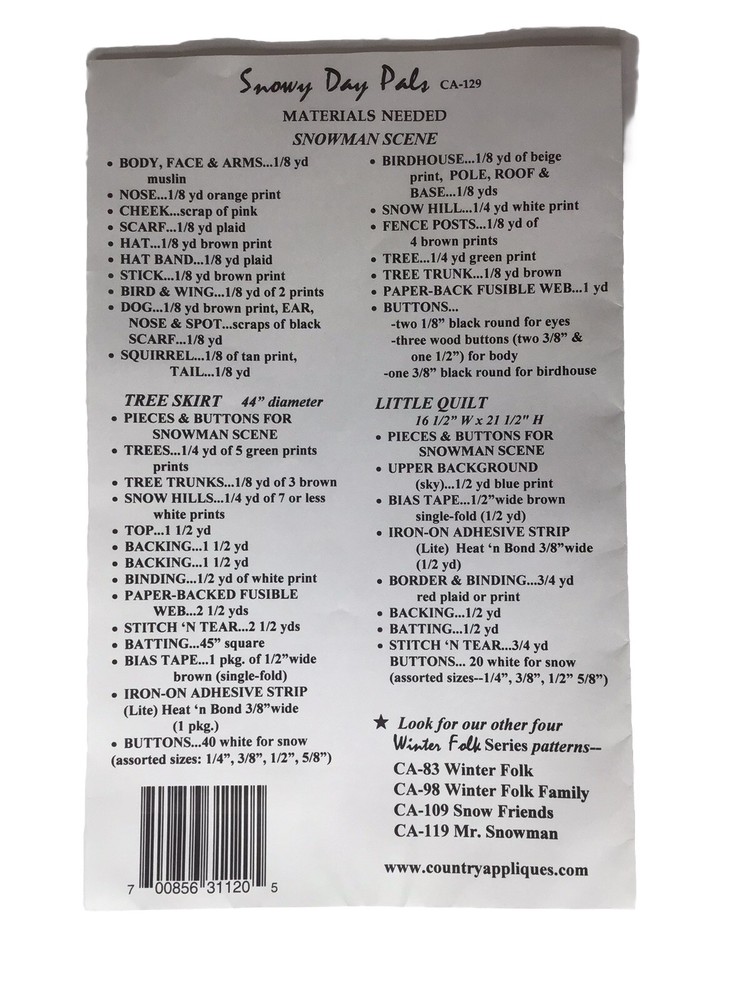 Snowy Day Pals CA-129
MATERIALS NEEDED
SNOWMAN SCENE
• BODY, FACE & ARMS...1/8 yd
muslin
• NOSE...1/8 yd orange print
• CHEEK...scrap of pink
• SCARF...1/8 yd plaid
• HAT...1/8 yd brown print
• HAT BAND...1/8 yd plaid
• STICK...1/8 yd brown print
• BIRD & WING...1/8 yd of 2 prints
• DOG...1/8 yd brown print, EAR,
NOSE & SPOT...scraps of black
SCARF...1/8 yd
• SQUIRREL...1/8 of tan print,
TAIL...1/8 yd
• BIRDHOUSE...1/8 yd of beige
print, POLE, ROOF &
BASE...1/8 yds
• SNOW HILL...1/4 yd white print
• FENCE POSTS...1/8 yd of
4 brown prints
• TREE...1/4 yd green print
• TREE TRUNK...1/8 yd brown
• PAPER-BACK FUSIBLE WEB...1 yd
• BUTTONS...
-two 1/8” black round for eyes
-three wood buttons (two 3/8” &
one 1/2”) for body
-one 3/8” black round for birdhouse
TREE SKIRT 44” diameter
• PIECES & BUTTONS FOR
SNOWMAN SCENE
• TREES...1/4 yd of 5 green prints
prints
• TREE TRUNKS...1/8 yd of 3 brown
• SNOW HILLS...1/4 yd of 7 or less
white prints
• TOP...1 1/2 yd
• BACKING...1 1/2 yd
• BACKING...1 1/2 yd
• BINDING...1/2 yd of white print
• PAPER-BACKED FUSIBLE
WEB...2 1/2 yds
• STITCH ‘N TEAR...2 1/2 yds
• BATTING...45” square
• BIAS TAPE...1 pkg. of 1/2”wide
brown (single-fold)
• IRON-ON ADHESIVE STRIP
(Lite) Heat ‘n Bond 3/8”wide
(1 pkg.)
• BUTTONS...40 white for snow
(assorted sizes: 1/4”, 3/8”, 1/2”, 5/8”)
LITTLE QUILT
16 1/2” W x 21 1/2" H
• PIECES & BUTTONS FOR
SNOWMAN SCENE
• UPPER BACKGROUND
(sky)...1/2 yd blue print
• BIAS TAPE...1/2”wide brown
single-fold (1/2 yd)
• IRON-ON ADHESIVE STRIP
(Lite) Heat ‘n Bond 3/8”wide
(1/2 yd)
• BORDER & BINDING...3/4 yd
red plaid or print
• BACKING...1/2 yd
• BATTING...1/2 yd
• STITCH ‘N TEAR...3/4 yd
BUTTONS... 20 white for snow
(assorted sizes--1/4”, 3/8”, 1/2” 5/8”)
★ Look for our other four
Winter Folk Series patterns--
CA-83 Winter Folk
CA-98 Winter Folk Family
CA-109 Snow Friends
CA-119 Mr. Snowman
www.countryappliques.com
7 00856 31120 5